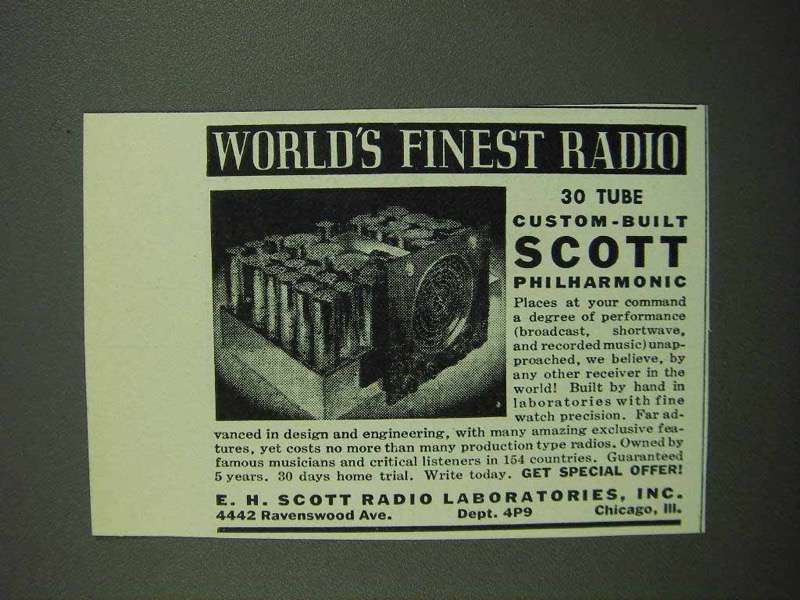 WORLD'S FINEST RADIO
30 TUBE
CUSTOM-BUILT
SCOTT
PHILHARMONIC
Places at your command
a degree of performance
(broadcast, shortwave,
and recorded music) unap-
proached, we believe, by
any other receiver in the
world! Built by hand in
laboratories with fine
watch precision. Far ad-
vanced in design and engineering, with many amazing exclusive fea-
tures, yet costs no more than many production type radios. Owned by
famous musicians and critical listeners in 154 countries. Guaranteed
5 years. 30 days home trial. Write today. GET SPECIAL OFFER!
E. H. SCOTT RADIO LABORATORIES, INC.
4442 Ravenswood Ave. Dept. 4P9 Chicago, Ill.